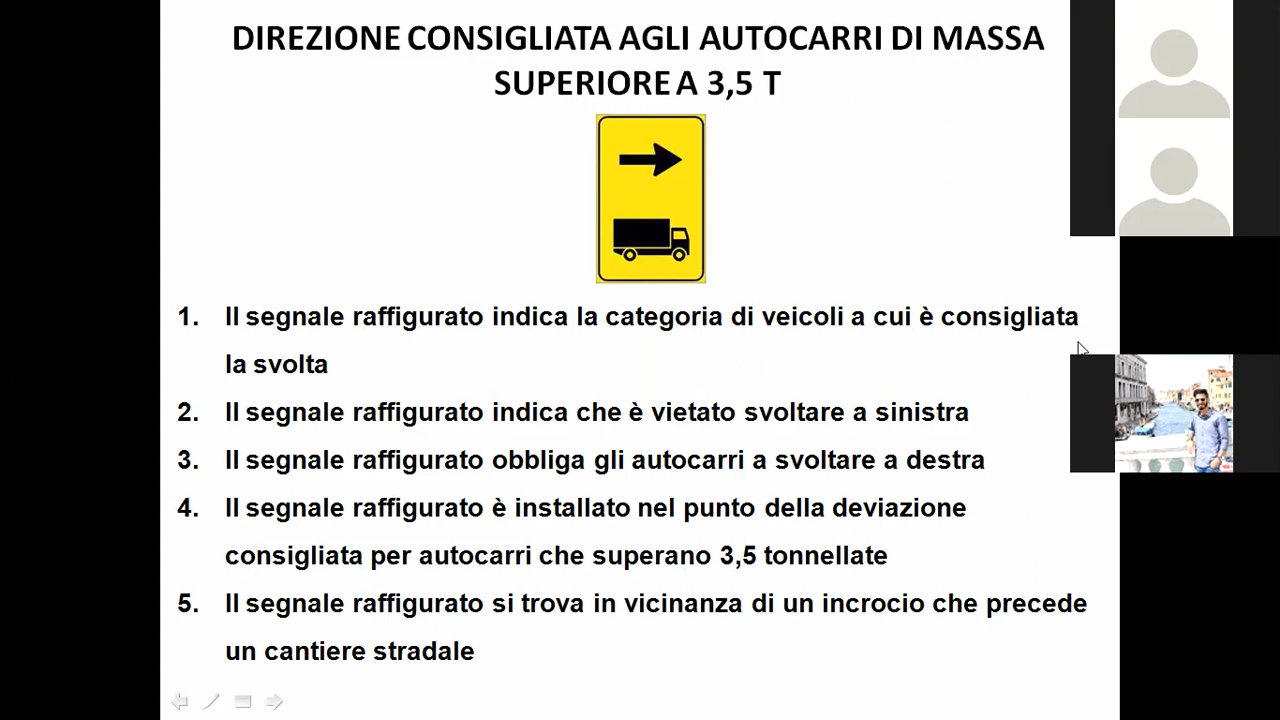 DIREZIONE CONSIGLIATA AGLI AUTOCARRI DI MASSA
SUPERIORE A 3,5 T
1. Il segnale raffigurato indica la categoria di veicoli a cui è consigliata
la svolta
2. Il segnale raffigurato indica che è vietato svoltare a sinistra
3. Il segnale raffigurato obbliga gli autocarri a svoltare a destra
4. Il segnale raffigurato è installato nel punto della deviazione
consigliata per autocarri che superano 3,5 tonnellate
5. Il segnale raffigurato si trova in vicinanza di un incrocio che precede
un cantiere stradale